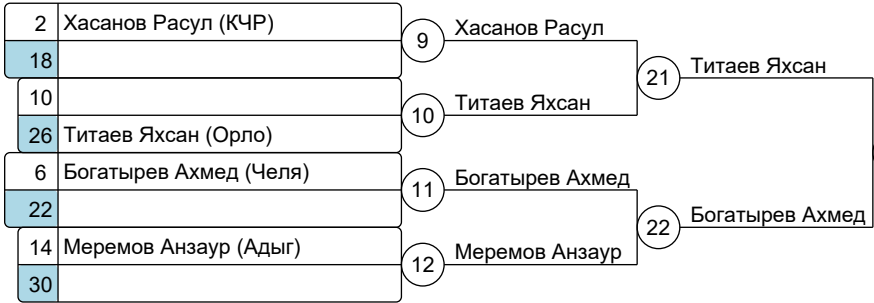 2 Хасанов Расул (КЧР)
18
9 Хасанов Расул
10
26 Титаев Яхсан (Орло)
10 Титаев Яхсан
21 Титаев Яхсан
6 Богатырев Ахмед (Челя)
22
11 Богатырев Ахмед
14 Меремов Анзаур (Адыг)
30
12 Меремов Анзаур
22 Богатырев Ахмед